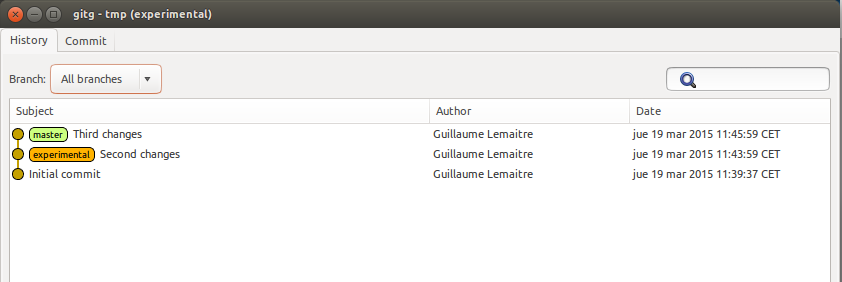 gitg - tmp (experimental)
History Commit
Branch: All branches
Subject Author Date
master Third changes Guillaume Lemaitre jue 19 mar 2015 11:45:59 CET
experimental Second changes Guillaume Lemaitre jue 19 mar 2015 11:43:59 CET
Initial commit Guillaume Lemaitre jue 19 mar 2015 11:39:37 CET